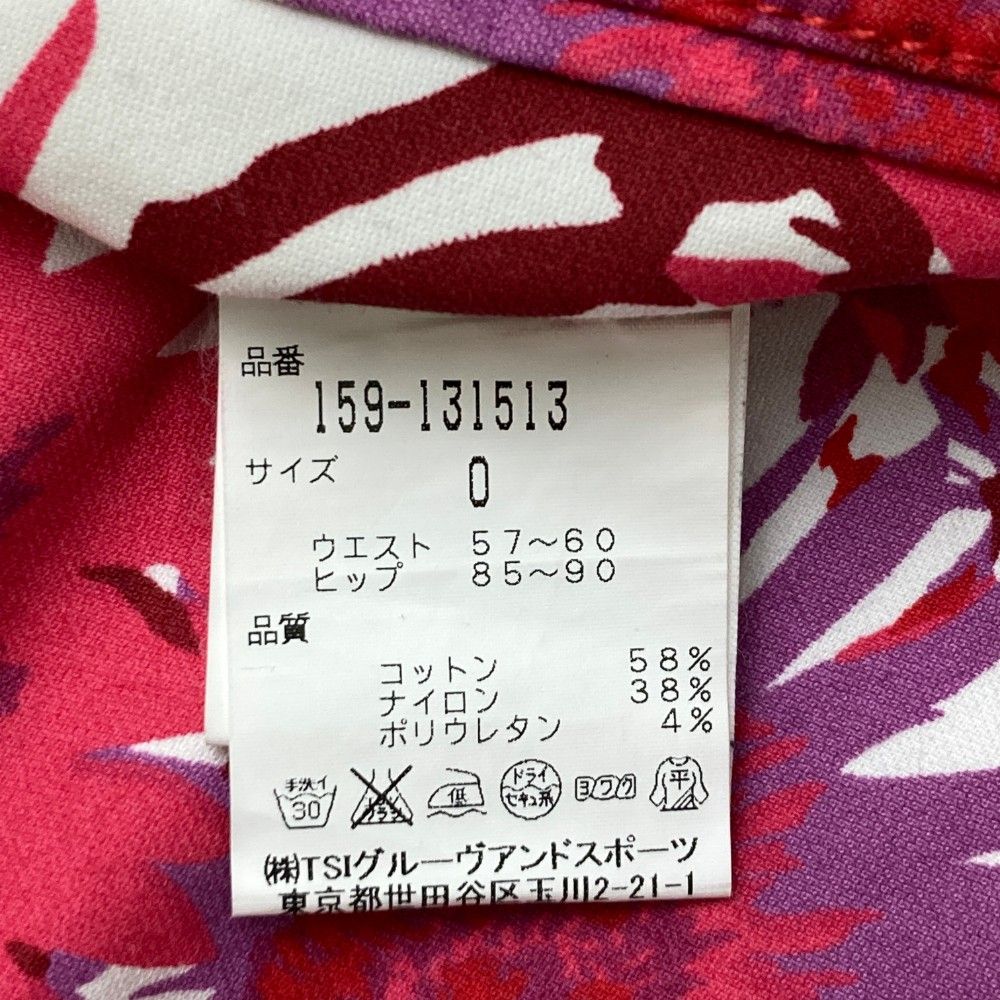 品番
159-131513
サイズ 0
ウエスト 57〜60
ヒップ 85〜90
品質
コットン 58%
ナイロン 38%
ポリウレタン 4%
手洗イ 30 低 ドライ セキユ系 ヨワク 平
㈱TSIグルーヴアンドスポーツ
東京都世田谷区玉川2-21-1